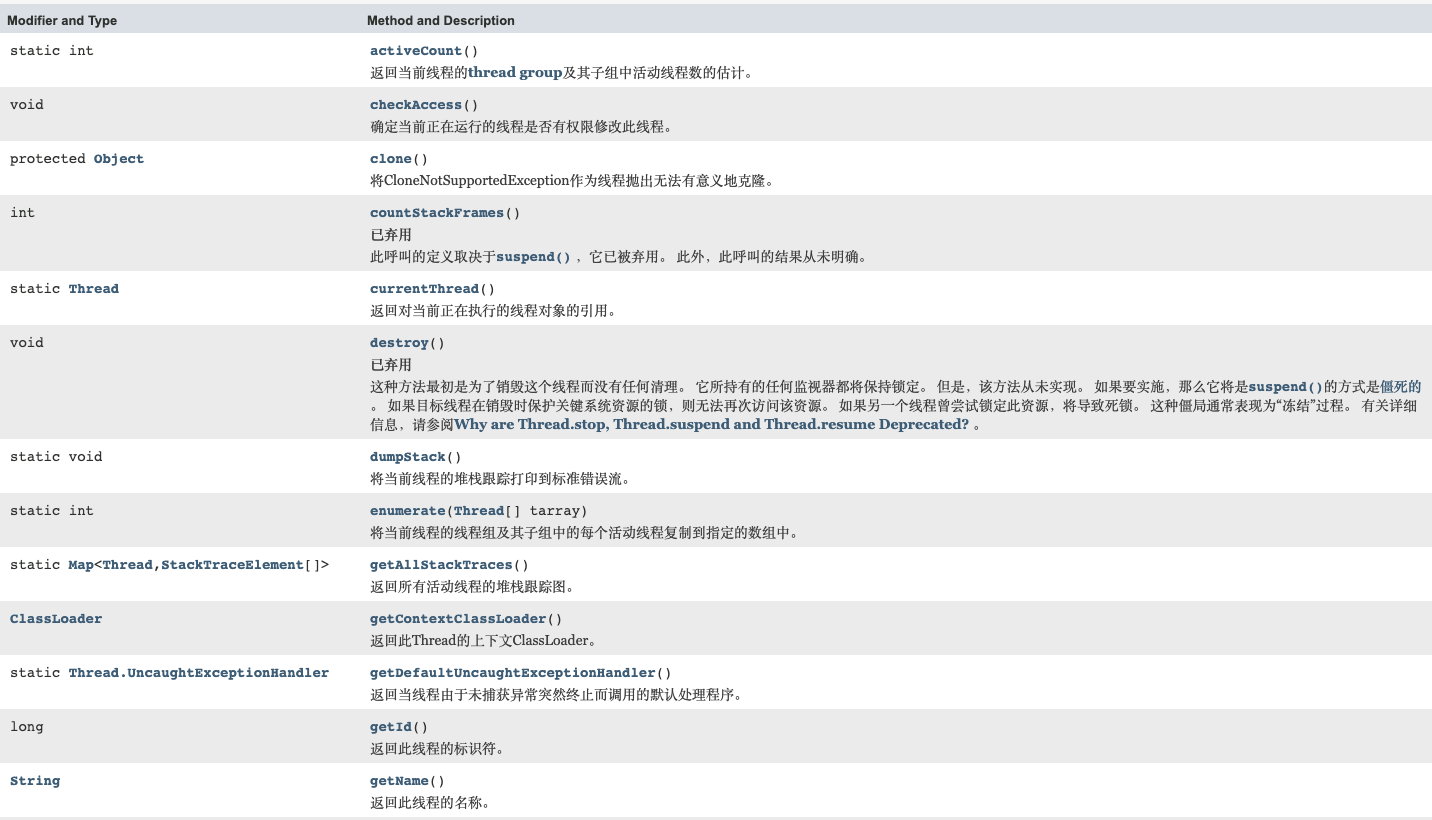 Modifier and Type Method and Description
static int activeCount()
返回当前线程的thread group及其子组中活动线程数的估计。
void checkAccess()
确定当前正在运行的线程是否有权限修改此线程。
protected Object clone()
将CloneNotSupportedException作为线程抛出无法有意义地克隆。
int countStackFrames()
已弃用
此呼叫的定义取决于suspend() ，它已被弃用。 此外，此呼叫的结果从未明确。
static Thread currentThread()
返回对当前正在执行的线程对象的引用。
void destroy()
已弃用
这种方法最初是为了销毁这个线程而没有任何清理。 它所持有的任何监视器都将保持锁定。 但是，该方法从未实现。 如果要实施，那么它将是suspend()的方式是僵死的
。 如果目标线程在销毁时保护关键系统资源的锁，则无法再次访问该资源。 如果另一个线程曾尝试锁定此资源，将导致死锁。 这种僵局通常表现为“冻结”过程。 有关详细
信息，请参阅Why are Thread.stop, Thread.suspend and Thread.resume Deprecated? 。
static void dumpStack()
将当前线程的堆栈跟踪打印到标准错误流。
static int enumerate(Thread[] tarray)
将当前线程的线程组及其子组中的每个活动线程复制到指定的数组中。
static Map<Thread,StackTraceElement[]> getAllStackTraces()
返回所有活动线程的堆栈跟踪图。
ClassLoader getContextClassLoader()
返回此Thread的上下文ClassLoader。
static Thread.UncaughtExceptionHandler getDefaultUncaughtExceptionHandler()
返回当线程由于未捕获异常突然终止而调用的默认处理程序。
long getId()
返回此线程的标识符。
String getName()
返回此线程的名称。